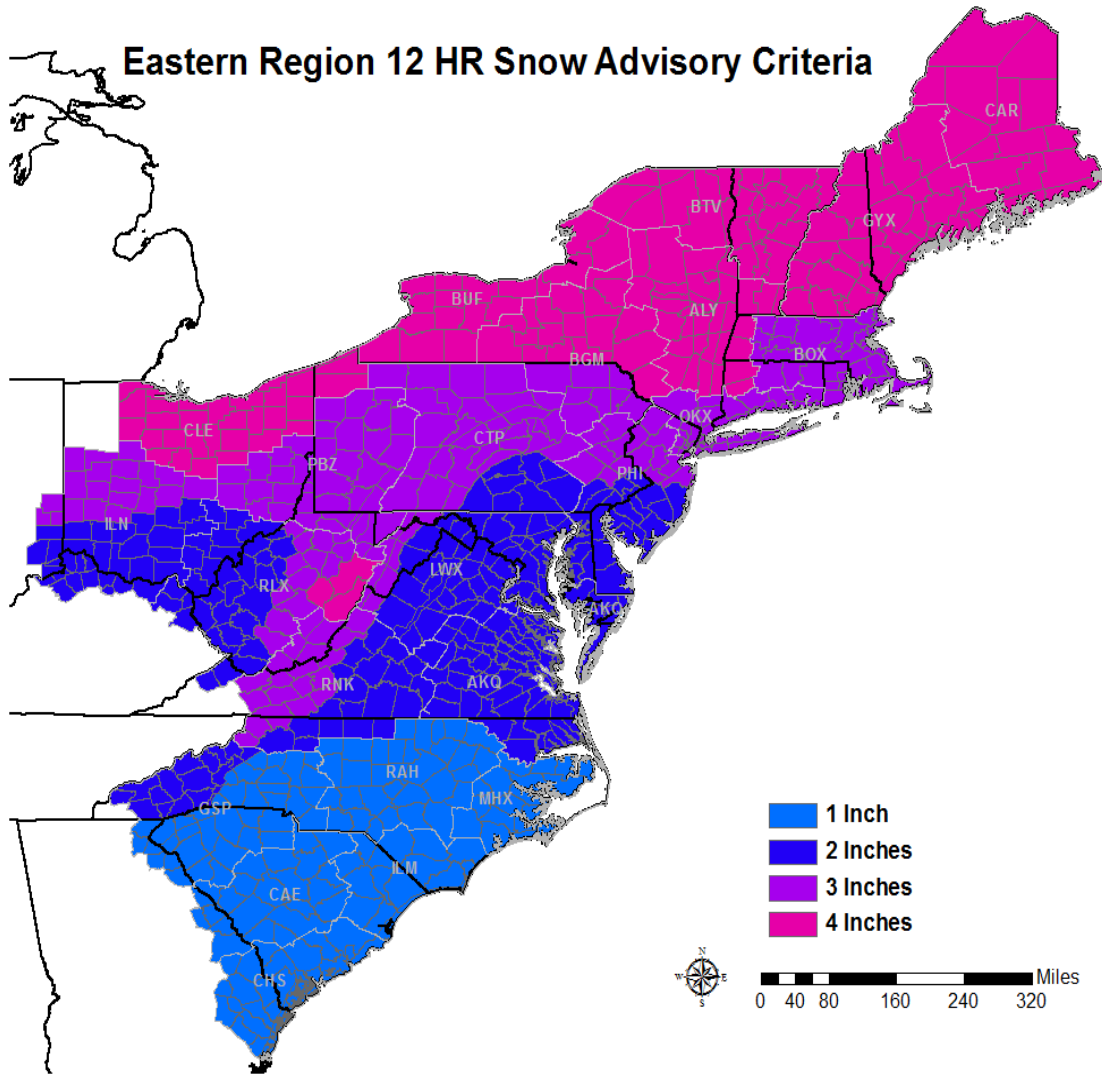 Eastern Region 12 HR Snow Advisory Criteria
CAR
BTV
GYX
BUF
ALY
BOX
BGM
OKX
CLE
CTP
PBZ
PHI
ILN
LWX
RLX
AKQ
RNK
AKQ
RAH
MHX
GSP
ILM
CAE
CHS
1 Inch
2 Inches
3 Inches
4 Inches
N
W
E
S
Miles
0 40 80 160 240 320